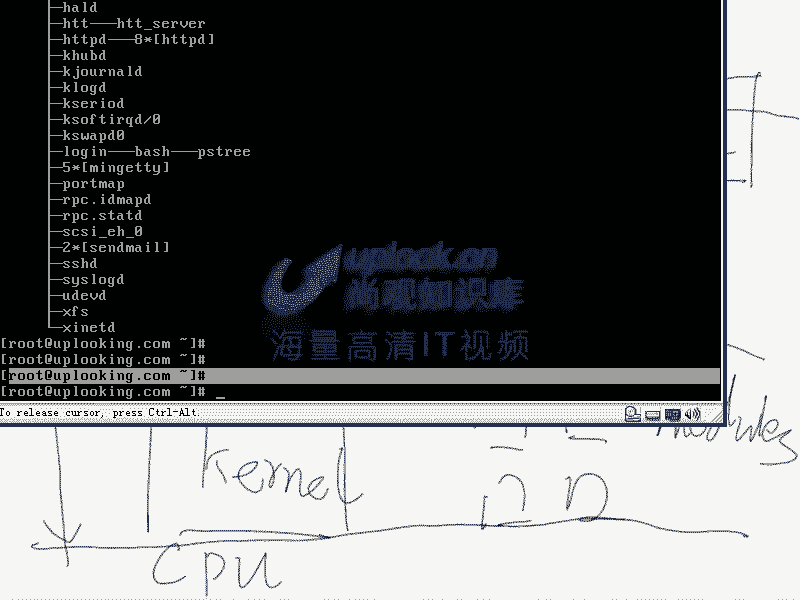 ├─hald
├─htt───htt_server
├─httpd───8*[httpd]
├─khubd
├─kjournald
├─klogd
├─kseriod
├─ksoftirqd/0
├─kswapd0
├─login───bash───pstree
├─5*[mingetty]
├─portmap
├─rpc.idmapd
├─rpc.statd
├─scsi_eh_0
├─2*[sendmail]
├─sshd
├─syslogd
├─udevd
├─xfs
└─xinetd
uplook.cn
尚观知识库
海量高清IT视频
[root@uplooking.com ~]#
[root@uplooking.com ~]#
[root@uplooking.com ~]#
[root@uplooking.com ~]# _
To release cursor, press Ctrl-Alt.
modules
kernel
CPU